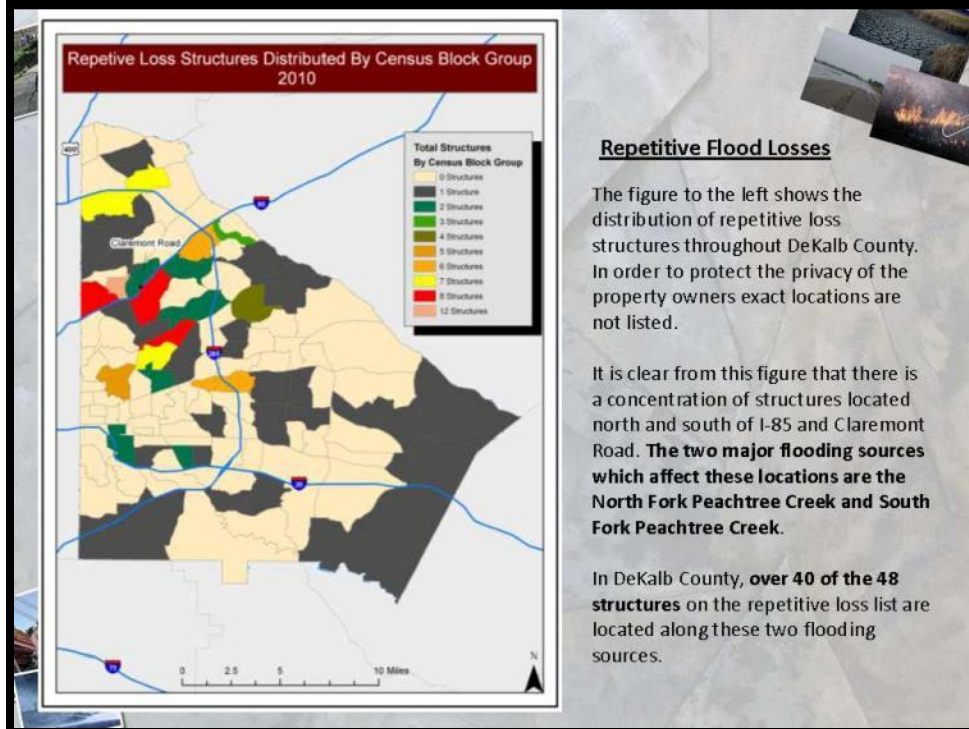 Repetive Loss Structures Distributed By Census Block Group
2010
400
85
Claremont Road
285
20
75
Total Structures
By Census Block Group
0 Structures
1 Structure
2 Structures
3 Structures
4 Structures
5 Structures
6 Structures
7 Structures
8 Structures
12 Structures
0 2.5 5 10 Miles
N
Repetitive Flood Losses
The figure to the left shows the
distribution of repetitive loss
structures throughout DeKalb County.
In order to protect the privacy of the
property owners exact locations are
not listed.
It is clear from this figure that there is
a concentration of structures located
north and south of I-85 and Claremont
Road. The two major flooding sources
which affect these locations are the
North Fork Peachtree Creek and South
Fork Peachtree Creek.
In DeKalb County, over 40 of the 48
structures on the repetitive loss list are
located along these two flooding
sources.